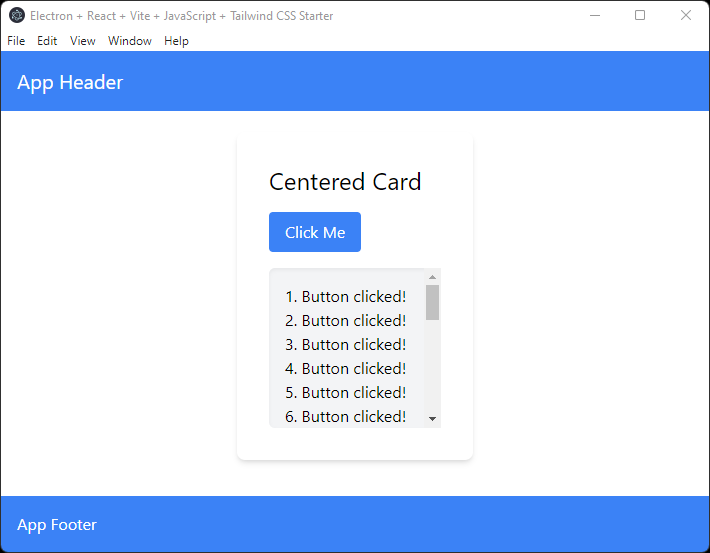 Electron + React + Vite + JavaScript + Tailwind CSS Starter
File Edit View Window Help
App Header
Centered Card
Click Me
1. Button clicked!
2. Button clicked!
3. Button clicked!
4. Button clicked!
5. Button clicked!
6. Button clicked!
App Footer